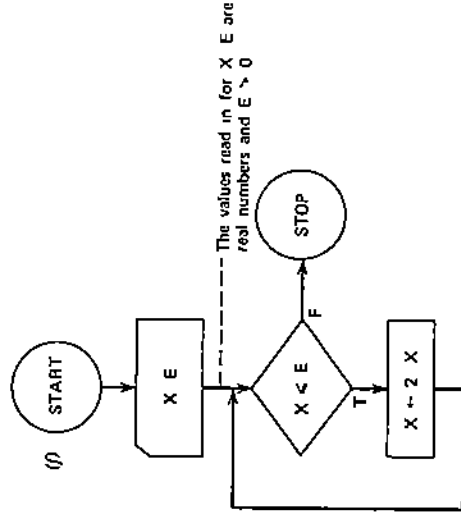 (f)
START
X E
The values read in for X E are
real numbers and E > 0
X < E
F
STOP
T
X ← 2 X